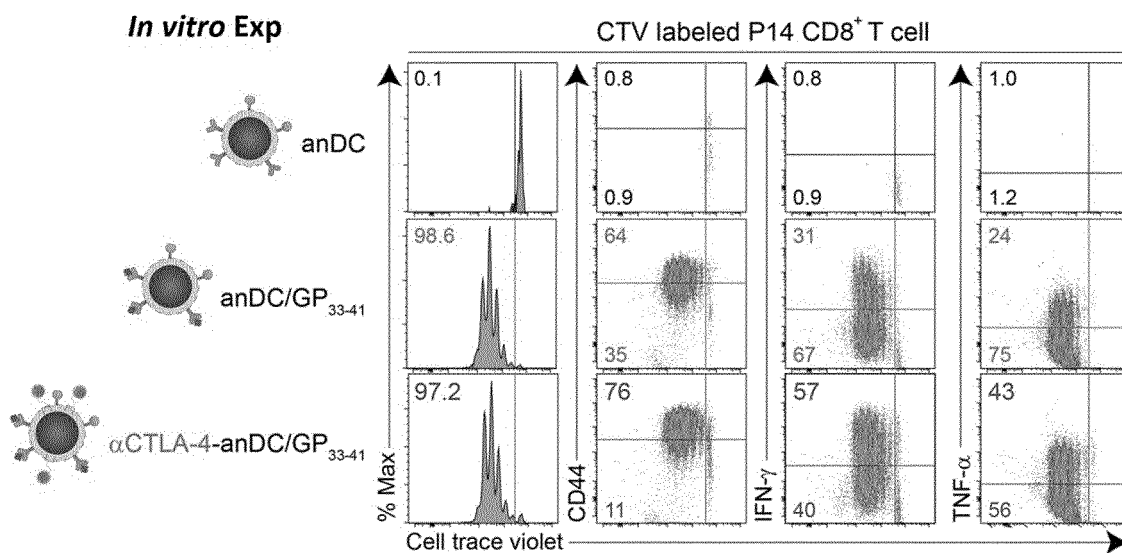 In vitro Exp
CTV labeled P14 CD8+ T cell
anDC
0.1
0.8
0.9
0.8
0.9
1.0
1.2
anDC/GP33-41
98.6
64
35
31
67
24
75
αCTLA-4-anDC/GP33-41
97.2
76
11
57
40
43
56
% Max
CD44
IFN-γ
TNF-α
Cell trace violet